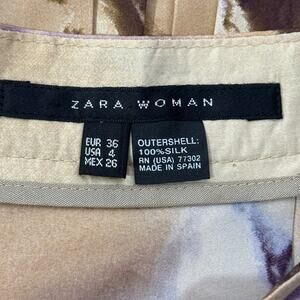 ZARA WOMAN
EUR 36
USA 4
MEX 26
OUTERSHELL:
100%SILK
RN (USA) 77302
MADE IN SPAIN